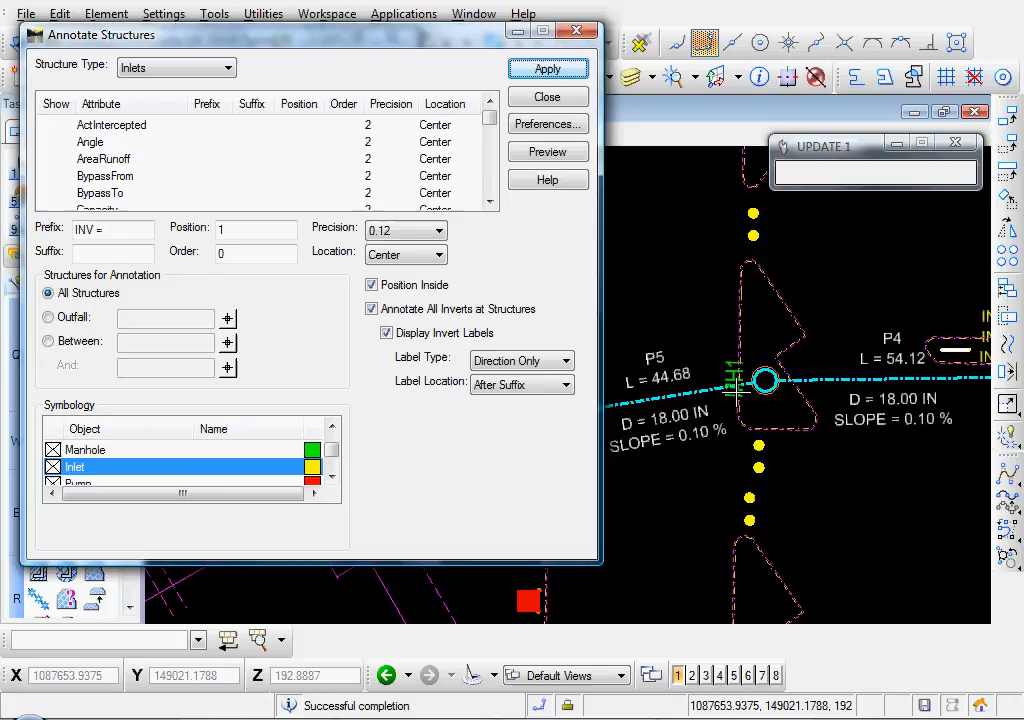 File Edit Element Settings Tools Utilities Workspace Applications Window Help
Annotate Structures
Structure Type: Inlets
Apply
Close
Preferences...
Preview
Help
Show Attribute Prefix Suffix Position Order Precision Location
ActIntercepted 2 Center
Angle 2 Center
AreaRunoff 2 Center
BypassFrom 2 Center
BypassTo 2 Center
Capacity
Prefix: INV = Position: 1 Precision: 0.12
Suffix: Order: 0 Location: Center
Structures for Annotation
All Structures
Outfall:
Between:
And:
Position Inside
Annotate All Inverts at Structures
Display Invert Labels
Label Type: Direction Only
Label Location: After Suffix
Symbology
Object Name
Manhole
Inlet
Pump
UPDATE 1
P5
L = 44.68
D = 18.00 IN
SLOPE = 0.10 %
P4
L = 54.12
D = 18.00 IN
SLOPE = 0.10 %
X 1087653.9375 Y 149021.1788 Z 192.8887 Default Views 1 2 3 4 5 6 7 8
Successful completion
1087653.9375, 149021.1788, 192